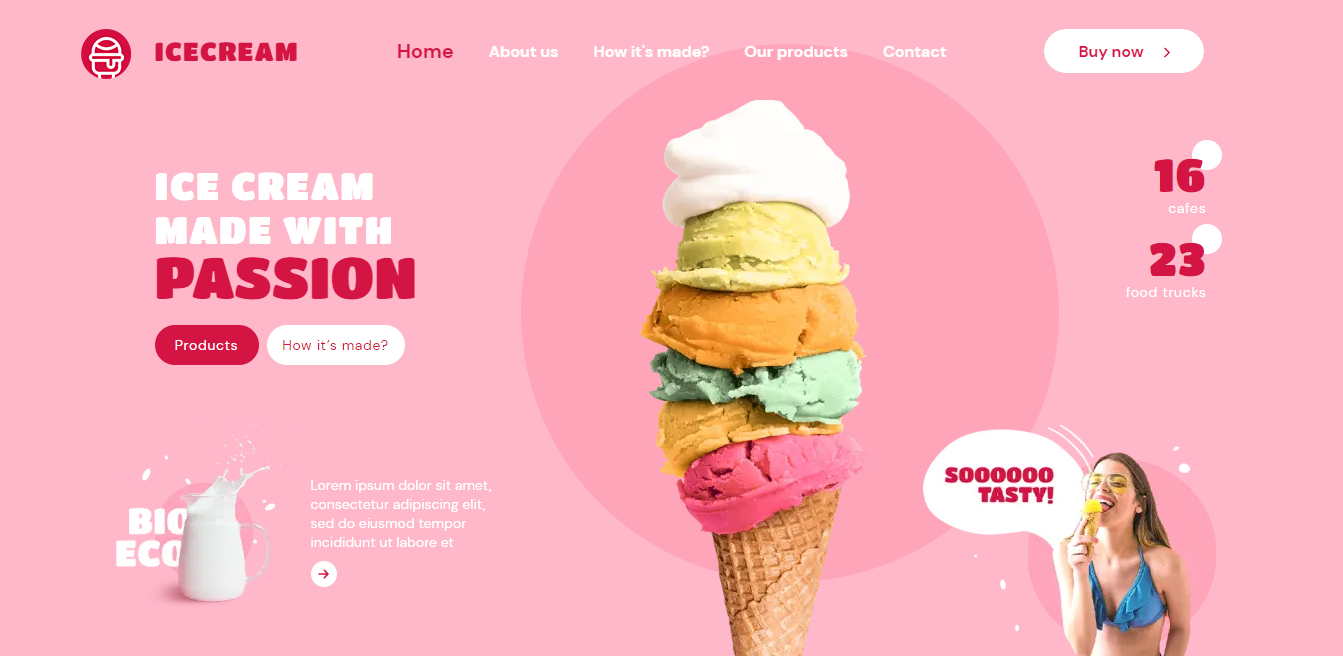 ICECREAM
Home
About us
How it's made?
Our products
Contact
Buy now
ICE CREAM
MADE WITH
PASSION
Products
How it's made?
16
cafes
23
food trucks
BIO
ECO
Lorem ipsum dolor sit amet,
consectetur adipiscing elit,
sed do eiusmod tempor
incididunt ut labore et
SOOOOOO
TASTY!